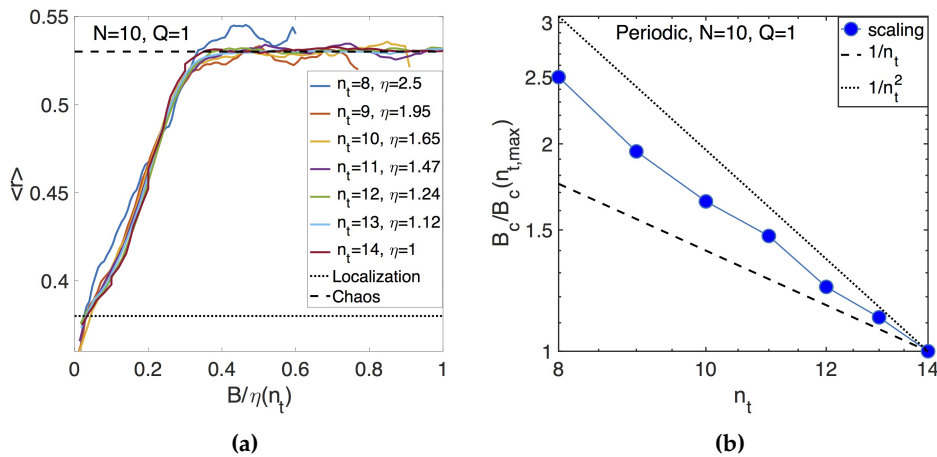 0.55
0.5
0.45
0.4
<r>
N=10, Q=1
n_t=8, η=2.5
n_t=9, η=1.95
n_t=10, η=1.65
n_t=11, η=1.47
n_t=12, η=1.24
n_t=13, η=1.12
n_t=14, η=1
Localization
Chaos
0 0.2 0.4 0.6 0.8 1
B/η(n_t)
(a)
3
2.5
2
1.5
1
B_c/B_c(n_t,max)
Periodic, N=10, Q=1
scaling
1/n_t
1/n_t^2
8 10 12 14
n_t
(b)